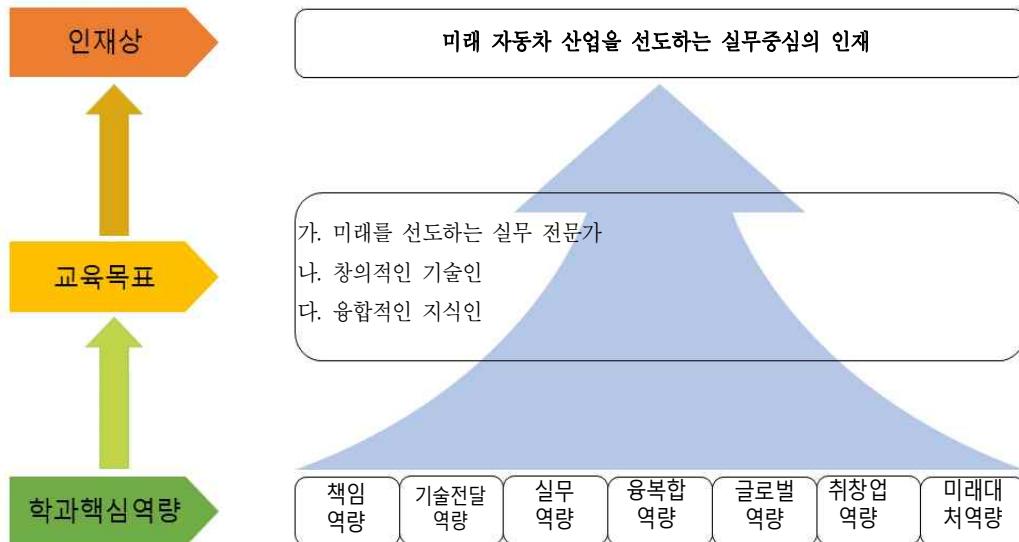 인재상
미래 자동차 산업을 선도하는 실무중심의 인재
교육목표
가. 미래를 선도하는 실무 전문가
나. 창의적인 기술인
다. 융합적인 지식인
학과핵심역량
책임
역량
기술전달
역량
실무
역량
융복합
역량
글로벌
역량
취창업
역량
미래대
처역량